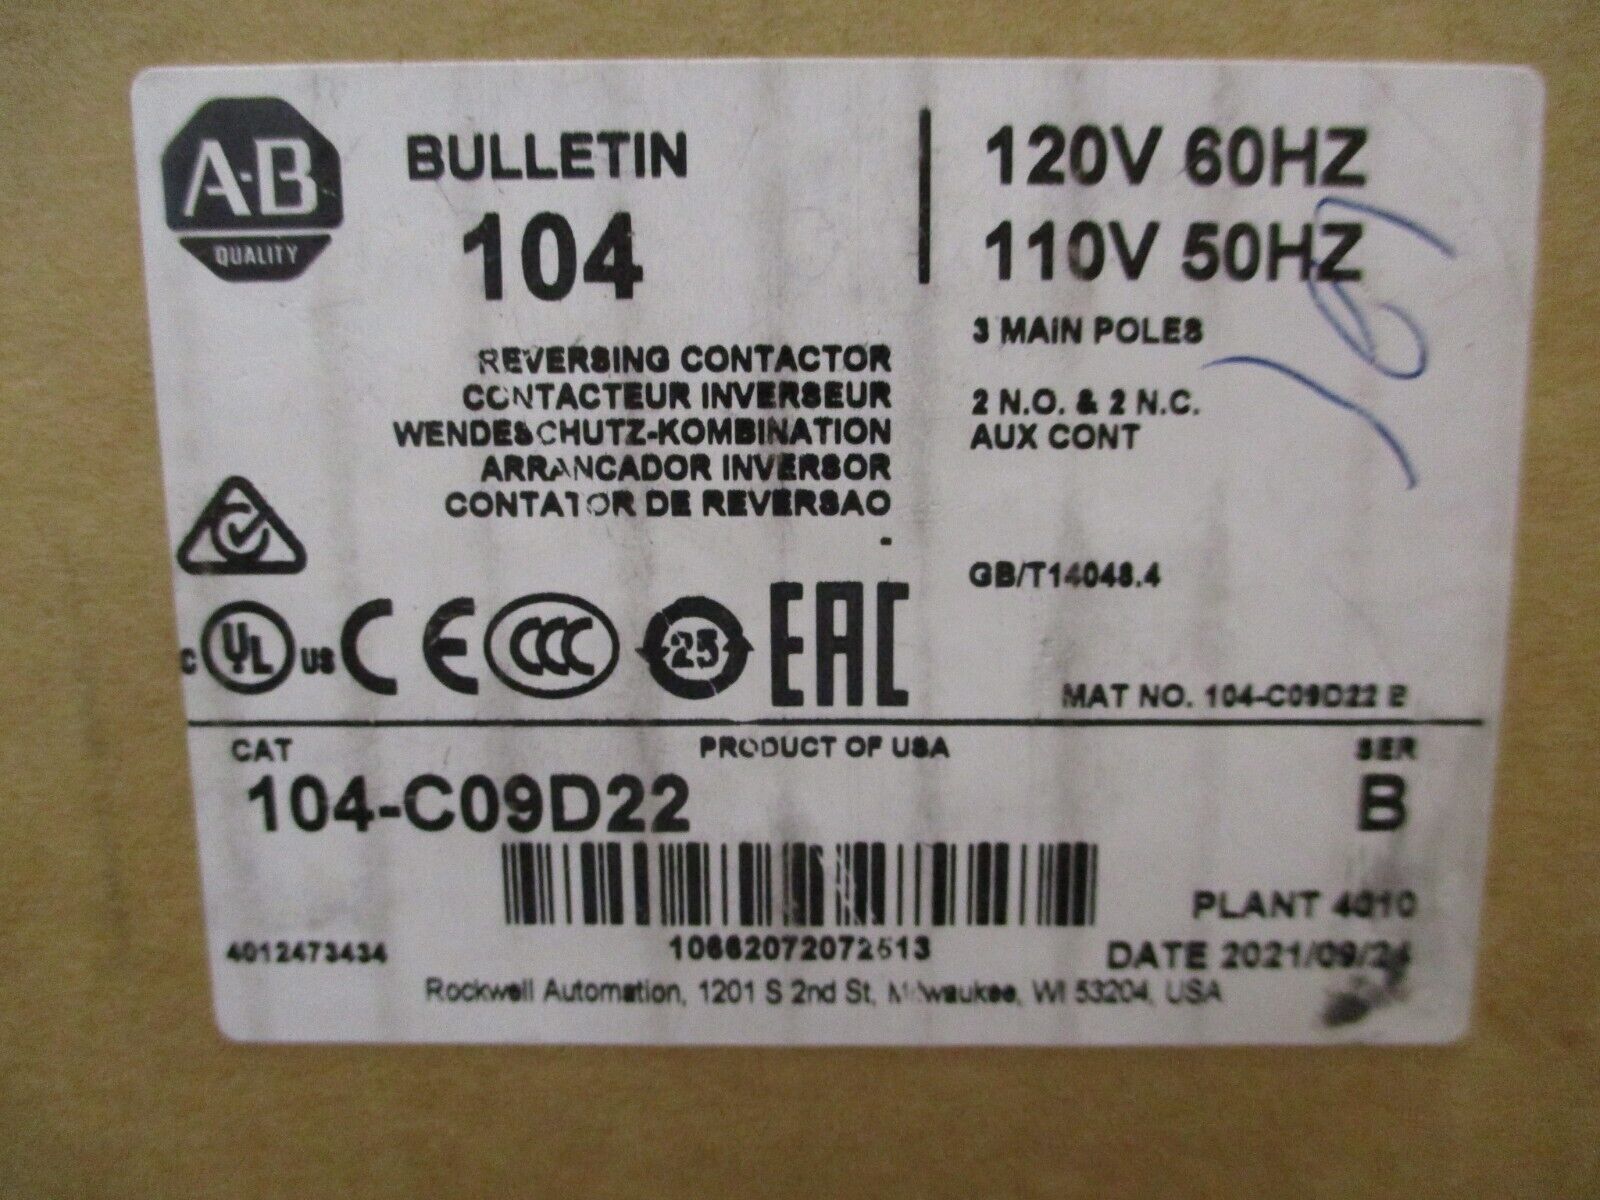 A-B
QUALITY
BULLETIN
104
120V 60HZ
110V 50HZ
3 MAIN POLES
2 N.O. & 2 N.C.
AUX CONT
REVERSING CONTACTOR
CONTACTEUR INVERSEUR
WENDESCHUTZ-KOMBINATION
ARRANCADOR INVERSOR
CONTATOR DE REVERSAO
-
GB/T14048.4
C UL US CE CCC 25 EAC
MAT NO. 104-C09D22 B
CAT
PRODUCT OF USA
SER
104-C09D22
B
PLANT 4010
4012473434
10662072072513
DATE 2021/09/24
Rockwell Automation, 1201 S 2nd St, Milwaukee, WI 53204, USA